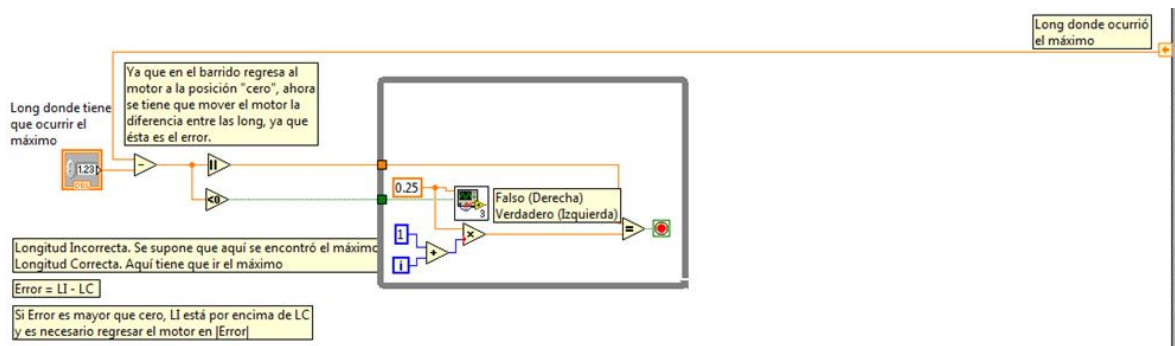 Long donde ocurrió
el máximo
Ya que en el barrido regresa al
motor a la posición "cero", ahora
se tiene que mover el motor la
diferencia entre las long, ya que
ésta es el error.
Long donde tiene
que ocurrir el
máximo
1.23
DBL
0.25
3
Falso (Derecha)
Verdadero (Izquierda)
<0
1
i
Longitud Incorrecta. Se supone que aquí se encontró el máximo
Longitud Correcta. Aquí tiene que ir el máximo
Error = LI - LC
Si Error es mayor que cero, LI está por encima de LC
y es necesario regresar el motor en |Error|